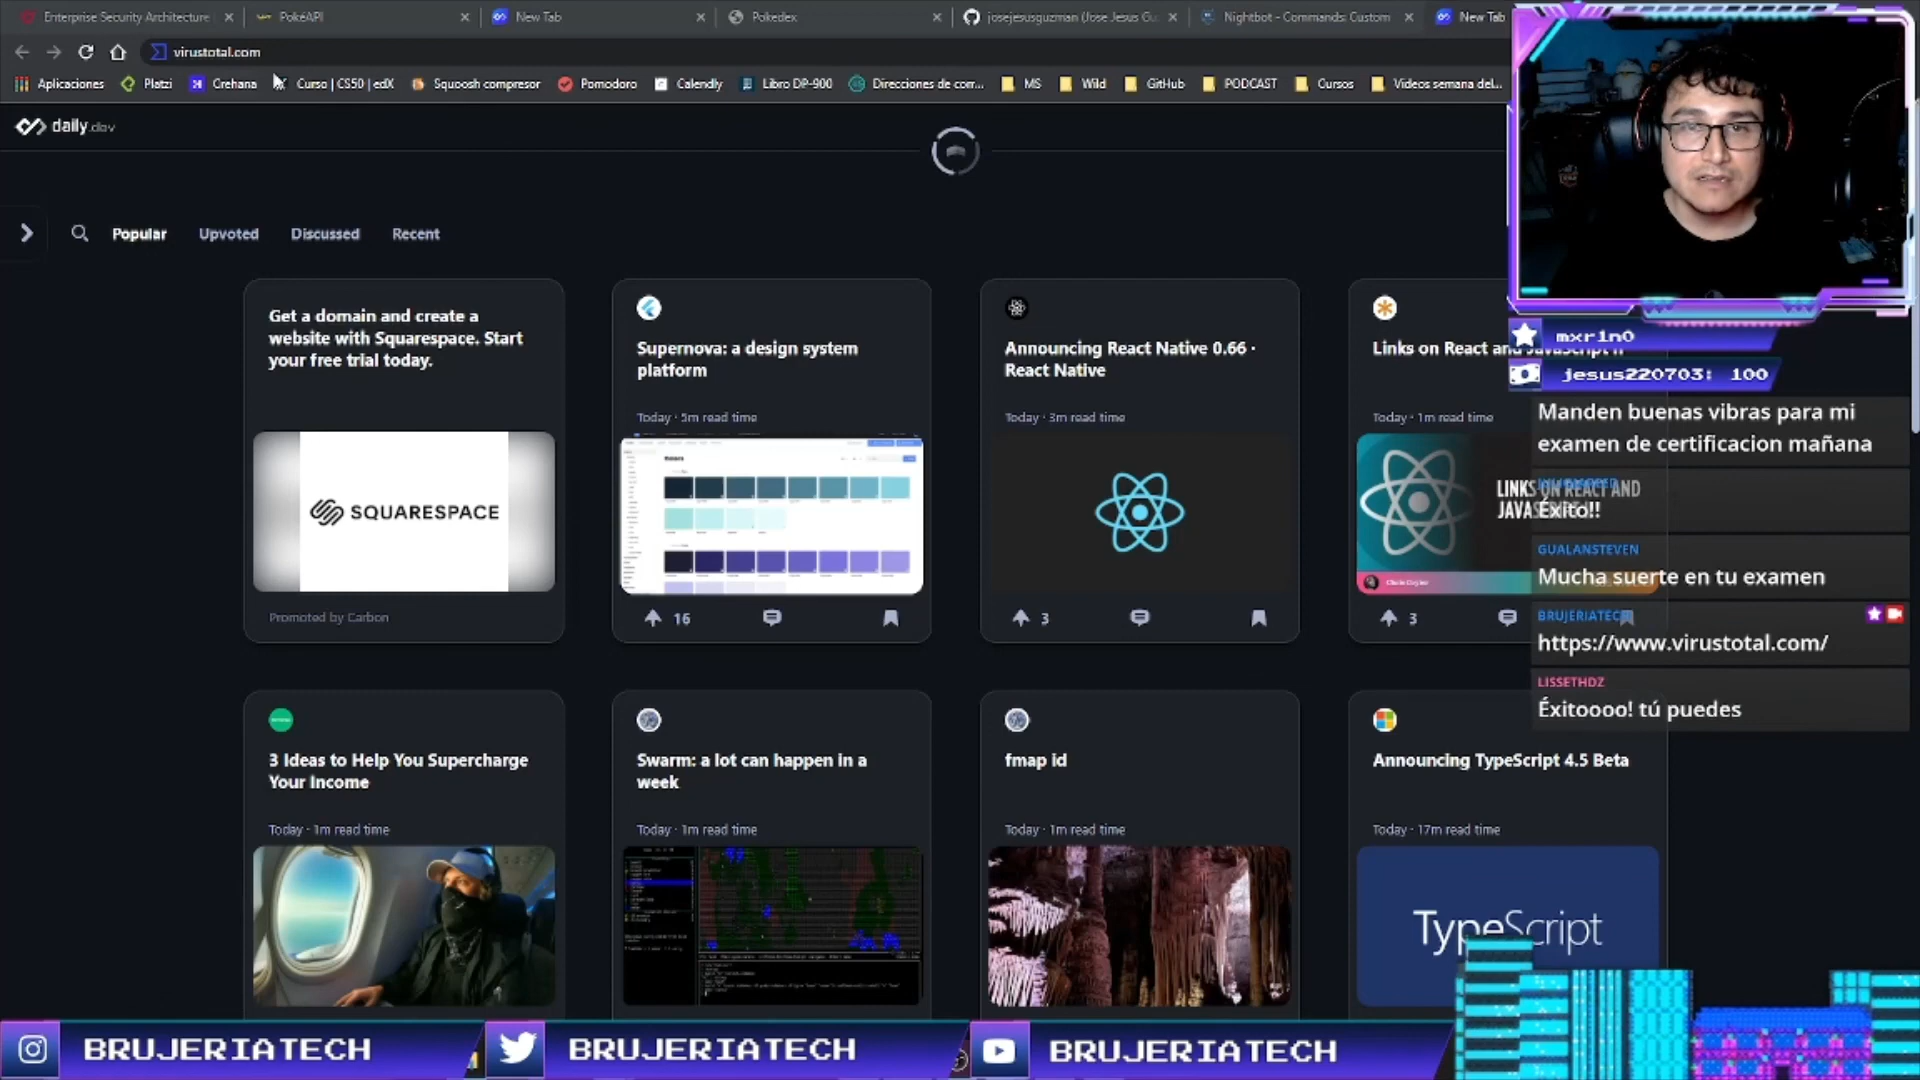 Enterprise Security Architecture
PokéAPI
New Tab
Pokedex
josejesusguzman (Jose Jesus Gu
Nightbot - Commands: Custom
New Tab
virustotal.com
Aplicaciones
Platzi
Crehana
Curso | CS50 | edX
Squoosh compresor
Pomodoro
Calendly
Libro DP-900
Direcciones de cor...
MS
Wild
GitHub
PODCAST
Cursos
Videos semana del...
daily.dev
Popular
Upvoted
Discussed
Recent
Get a domain and create a
website with Squarespace. Start
your free trial today.
SQUARESPACE
Promoted by Carbon
Supernova: a design system
platform
Today · 5m read time
16
Announcing React Native 0.66 ·
React Native
Today · 3m read time
3
Links on React and JavaScript II
Today · 1m read time
LINKS ON REACT AND
3
3 Ideas to Help You Supercharge
Your Income
Today · 1m read time
Swarm: a lot can happen in a
week
Today · 1m read time
fmap id
Today · 1m read time
Announcing TypeScript 4.5 Beta
Today · 17m read time
TypeScript
mxr1n0
jesus220703: 100
Manden buenas vibras para mi
examen de certificacion mañana
Éxito!!
GUALANSTEVEN
Mucha suerte en tu examen
BRUJERIATECH
https://www.virustotal.com/
LISSETHDZ
Éxitoooo! tú puedes
BRUJERIATECH
BRUJERIATECH
BRUJERIATECH